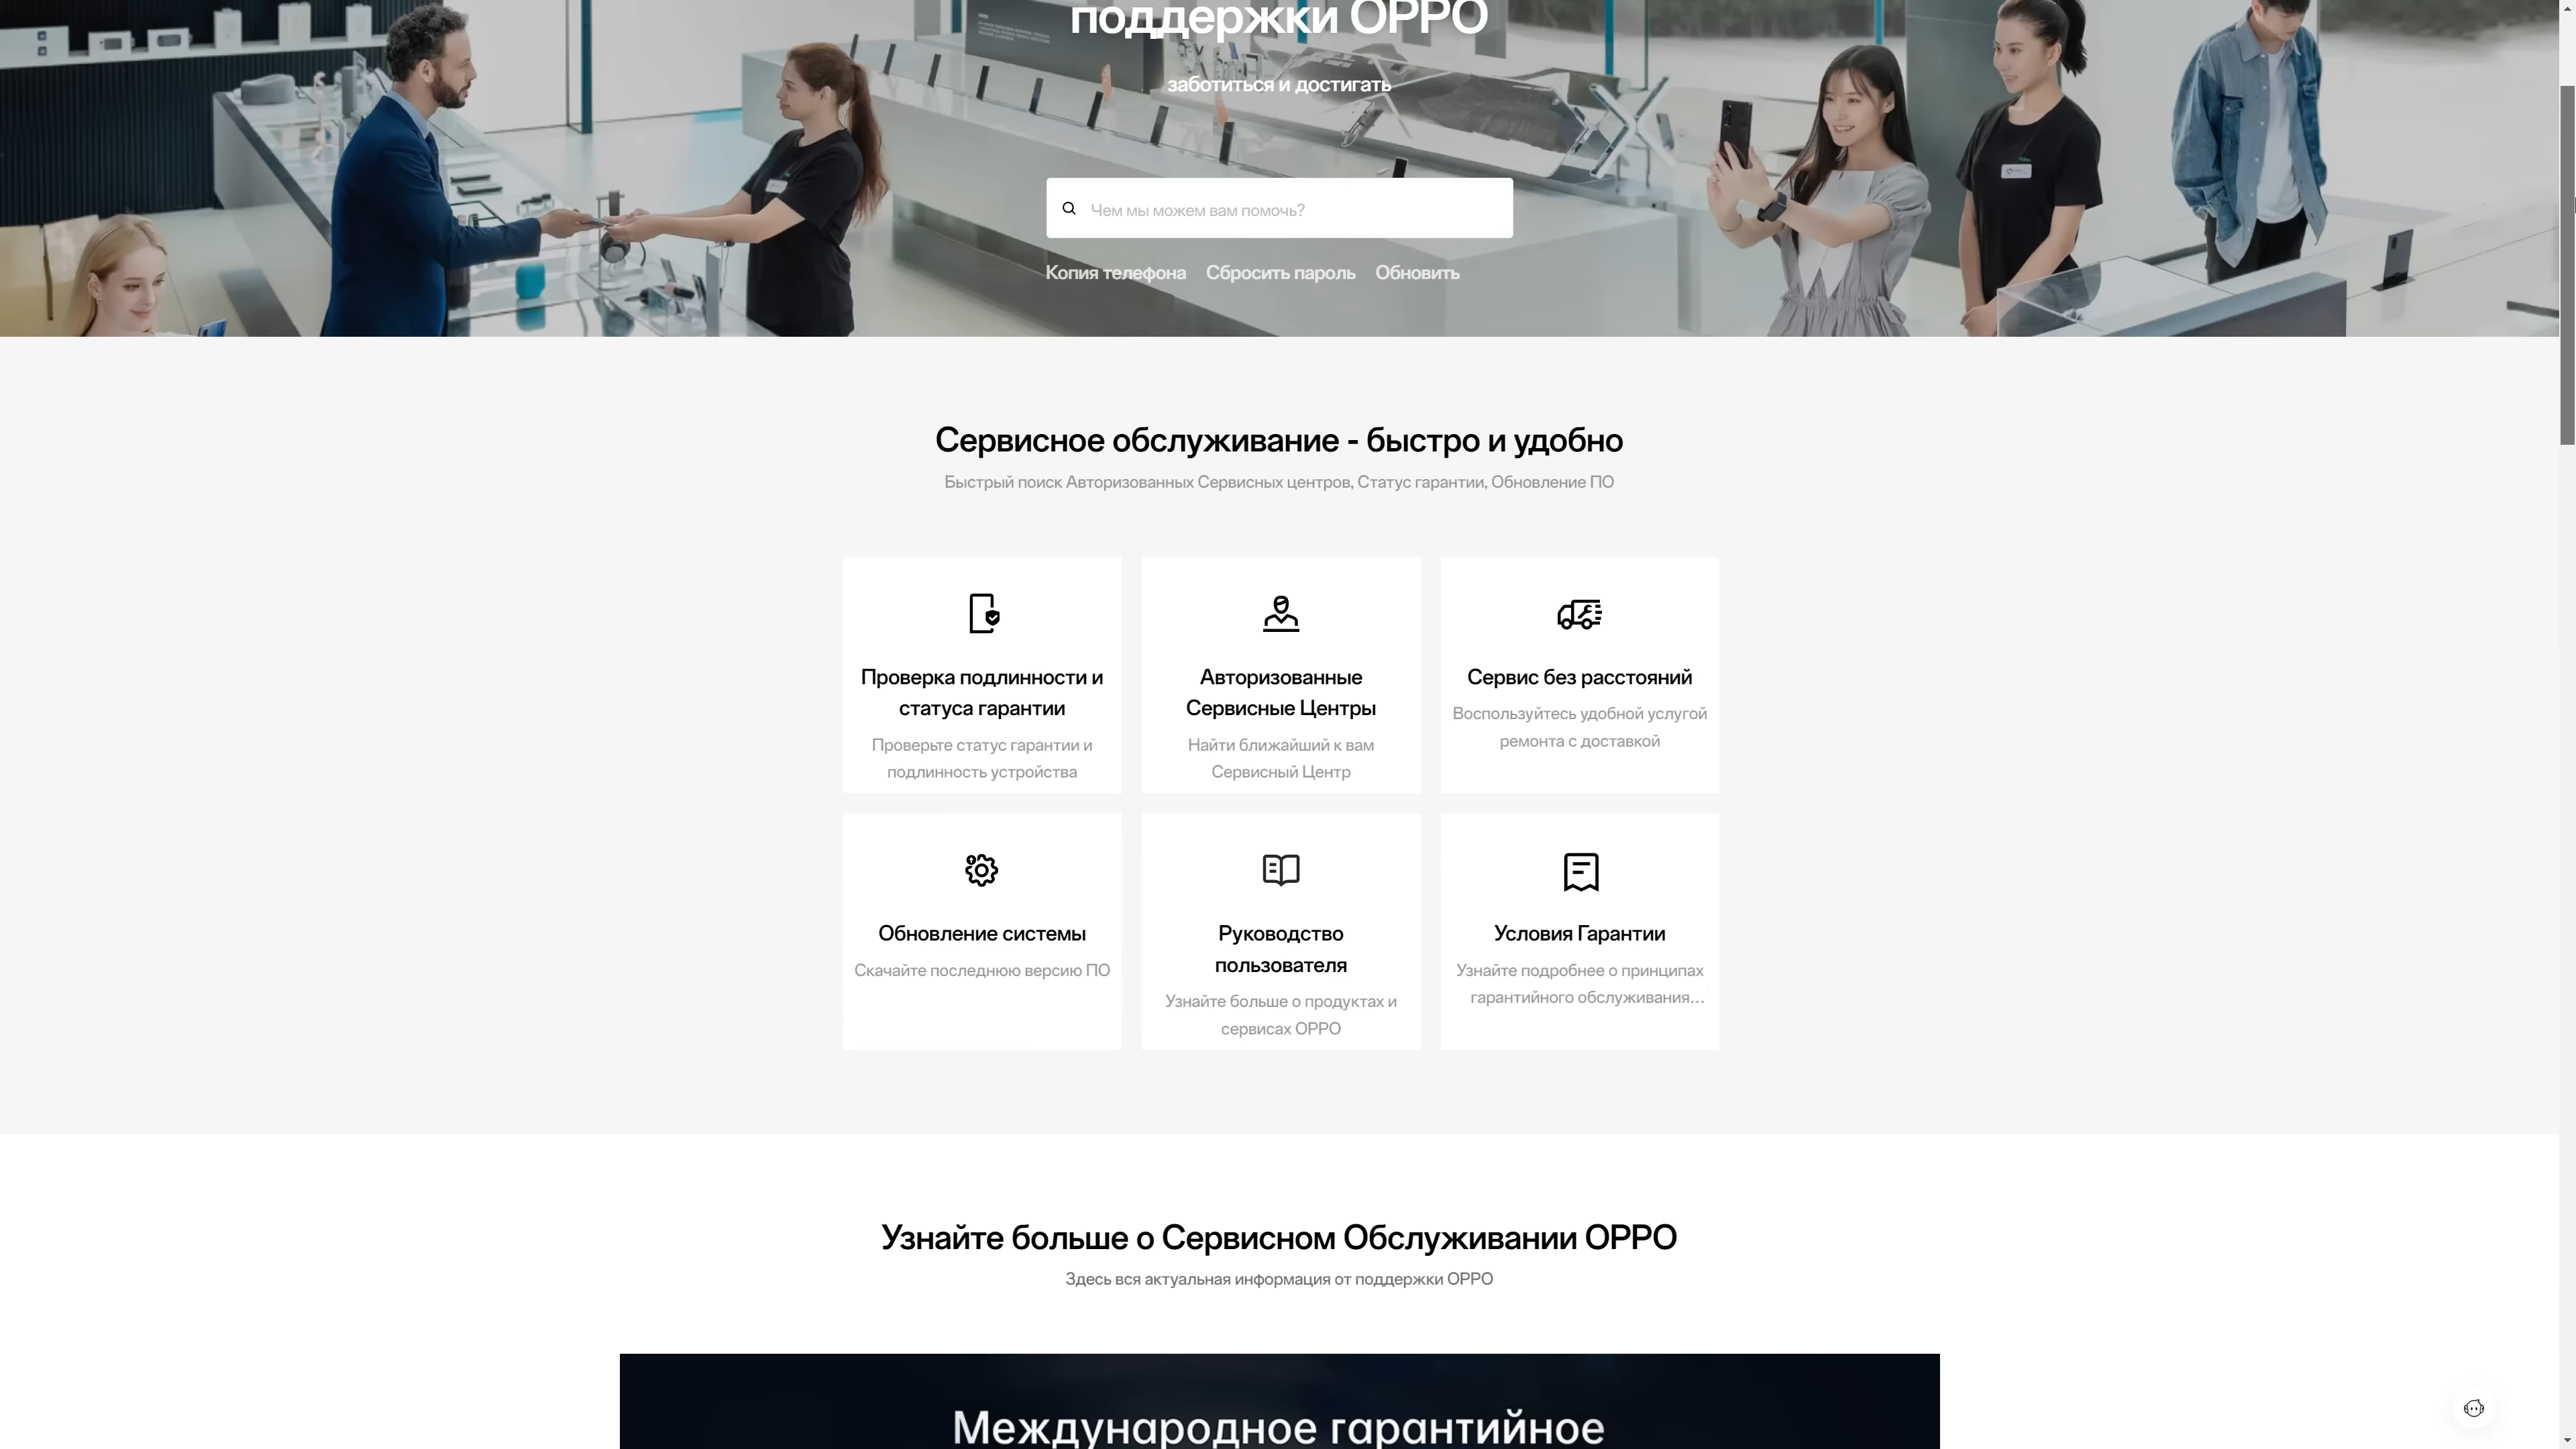 поддержки OPPO
заботиться и достигать
Чем мы можем вам помочь?
Копия телефона Сбросить пароль Обновить
Сервисное обслуживание - быстро и удобно
Быстрый поиск Авторизованных Сервисных центров, Статус гарантии, Обновление ПО
Проверка подлинности и
статуса гарантии
Проверьте статус гарантии и
подлинность устройства
Авторизованные
Сервисные Центры
Найти ближайший к вам
Сервисный Центр
Сервис без расстояний
Воспользуйтесь удобной услугой
ремонта с доставкой
Обновление системы
Скачайте последнюю версию ПО
Руководство
пользователя
Узнайте больше о продуктах и
сервисах OPPO
Условия Гарантии
Узнайте подробнее о принципах
гарантийного обслуживания...
Узнайте больше о Сервисном Обслуживании OPPO
Здесь вся актуальная информация от поддержки OPPO
Международное гарантийное